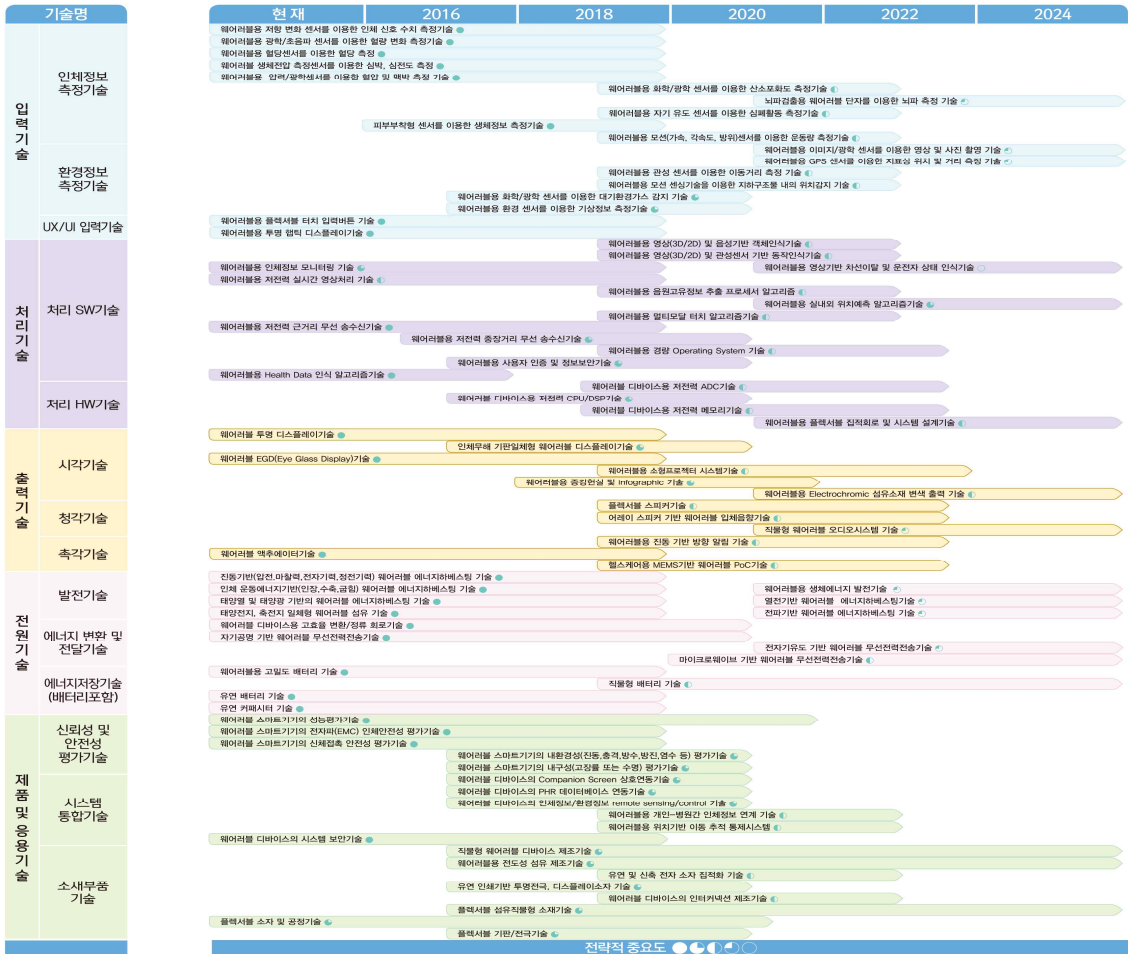 기술명
현 재
2016
2018
2020
2022
2024
입력기술
인체정보
측정기술
웨어러블용 저항 변화 센서를 이용한 인체 신호 수치 측정기술
웨어러블용 광학/초음파 센서를 이용한 혈량 변화 측정기술
웨어러블용 혈당센서를 이용한 혈당 측정
웨어러블 생체전압 측정센서를 이용한 심박, 심전도 측정
웨어러블용 압력/광학센서를 이용한 혈압 및 맥박 측정 기술
웨어러블용 화학/광학 센서를 이용한 산소포화도 측정기술
뇌파검출용 웨어러블 단자를 이용한 뇌파 측정 기술
웨어러블용 자기 유도 센서를 이용한 심폐활동 측정기술
피부부착형 센서를 이용한 생체정보 측정기술
웨어러블용 모션(가속, 각속도, 방위)센서를 이용한 운동량 측정기술
환경정보
측정기술
웨어러블용 이미지/광학 센서를 이용한 영상 및 사진 촬영 기술
웨어러블용 GPS 센서를 이용한 지표상 위치 및 거리 측정 기술
웨어러블용 관성 센서를 이용한 이동거리 측정 기술
웨어러블용 모션 센싱기술을 이용한 지하구조물 내의 위치감지 기술
웨어러블용 화학/광학 센서를 이용한 대기환경가스 감지 기술
웨어러블용 환경 센서를 이용한 기상정보 측정기술
UX/UI 입력기술
웨어러블용 플렉서블 터치 입력버튼 기술
웨어러블용 투명 햅틱 디스플레이기술
처리기술
처리 SW기술
웨어러블용 영상(3D/2D) 및 음성기반 객체인식기술
웨어러블용 영상(3D/2D) 및 관성센서 기반 동작인식기술
웨어러블용 인체정보 모니터링 기술
웨어러블용 영상기반 차선이탈 및 운전자 상태 인식기술
웨어러블용 저전력 실시간 영상처리 기술
웨어러블용 음원고유정보 추출 프로세서 알고리즘
웨어러블용 실내외 위치예측 알고리즘기술
웨어러블용 멀티모달 터치 알고리즘기술
웨어러블용 저전력 근거리 무선 송수신기술
웨어러블용 저전력 중장거리 무선 송수신기술
웨어러블용 경량 Operating System 기술
웨어러블용 사용자 인증 및 정보보안기술
웨어러블용 Health Data 인식 알고리즘기술
처리 HW기술
웨어러블 디바이스용 저전력 ADC기술
웨어러블 디바이스용 저전력 CPU/DSP기술
웨어러블 디바이스용 저전력 메모리기술
웨어러블용 플렉서블 집적회로 및 시스템 설계기술
출력기술
시각기술
웨어러블 투명 디스플레이기술
인체무해 기판일체형 웨어러블 디스플레이기술
웨어러블 EGD(Eye Glass Display)기술
웨어러블용 소형프로젝터 시스템기술
웨어러블용 증강현실 및 Infographic 기술
웨어러블용 Electrochromic 섬유소재 변색 출력 기술
청각기술
플렉서블 스피커기술
어레이 스피커 기반 웨어러블 입체음향기술
직물형 웨어러블 오디오시스템 기술
촉각기술
웨어러블용 진동 기반 방향 알림 기술
웨어러블 액추에이터기술
헬스케어용 MEMS기반 웨어러블 PoC기술
전원기술
발전기술
진동기반(압전,마찰력,전자기력,정전기력) 웨어러블 에너지하베스팅 기술
인체 운동에너지기반(인장,수축,굽힘) 웨어러블 에너지하베스팅 기술
웨어러블용 생체에너지 발전기술
태양열 및 태양광 기반의 웨어러블 에너지하베스팅 기술
열전기반 웨어러블 에너지하베스팅기술
태양전지, 축전지 일체형 웨어러블 섬유 기술
전파기반 웨어러블 에너지하베스팅 기술
에너지 변환 및
전달기술
웨어러블 디바이스용 고효율 변환/정류 회로기술
자기공명 기반 웨어러블 무선전력전송기술
전자기유도 기반 웨어러블 무선전력전송기술
마이크로웨이브 기반 웨어러블 무선전력전송기술
에너지저장기술
(배터리포함)
웨어러블용 고밀도 배터리 기술
직물형 배터리 기술
유연 배터리 기술
유연 커패시터 기술
제품 및 응용기술
신뢰성 및
안전성
평가기술
웨어러블 스마트기기의 성능평가기술
웨어러블 스마트기기의 전자파(EMC) 인체안전성 평가기술
웨어러블 스마트기기의 신체접촉 안전성 평가기술
웨어러블 스마트기기의 내환경성(진동,충격,방수,방진,염수 등) 평가기술
웨어러블 스마트기기의 내구성(고장률 또는 수명) 평가기술
시스템
통합기술
웨어러블 디바이스의 Companion Screen 상호연동기술
웨어러블 디바이스의 PHR 데이터베이스 연동기술
웨어러블 디바이스의 인체정보/환경정보 remote sensing/control 기술
웨어러블용 개인-병원간 인체정보 연계 기술
웨어러블용 위치기반 이동 추적 통제시스템
웨어러블 디바이스의 시스템 보안기술
소새부품
기술
직물형 웨어러블 디바이스 제조기술
웨어러블용 전도성 섬유 제조기술
유연 및 신축 전자 소자 집적화 기술
유연 인쇄기반 투명전극, 디스플레이소자 기술
웨어러블 디바이스의 인터커넥션 제조기술
플렉서블 섬유직물형 소재기술
플렉서블 소자 및 공정기술
플렉서블 기판/전극기술
전략적 중요도